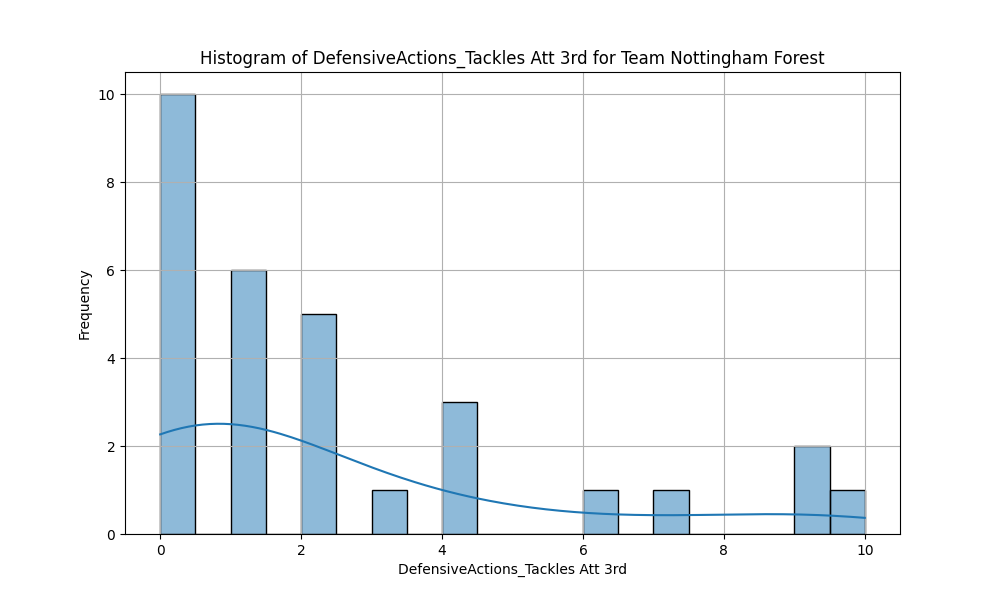 Histogram of DefensiveActions_Tackles Att 3rd for Team Nottingham Forest
10
8
6
4
2
0
Frequency
0 2 4 6 8 10
DefensiveActions_Tackles Att 3rd